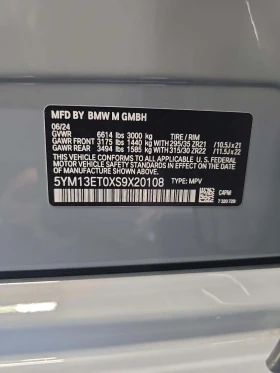 MFD BY BMW M GMBH
06/24
GVWR 6614 lbs 3000 kg TIRE / RIM
GAWR FRONT 3175 lbs 1440 kg with 295/35 ZR21 /10.5J x 21
GAWR REAR 3494 lbs 1585 kg with 315/30 ZR22 /11.5J x 22
THIS VEHICLE CONFORMS TO ALL APPLICABLE U.S. FEDERAL
MOTOR VEHICLE SAFETY STANDARDS IN EFFECT ON THE
DATE OF MANUFACTURE SHOWN ABOVE.
5YM13ET0XS9X20108 TYPE: MPV
C4PM